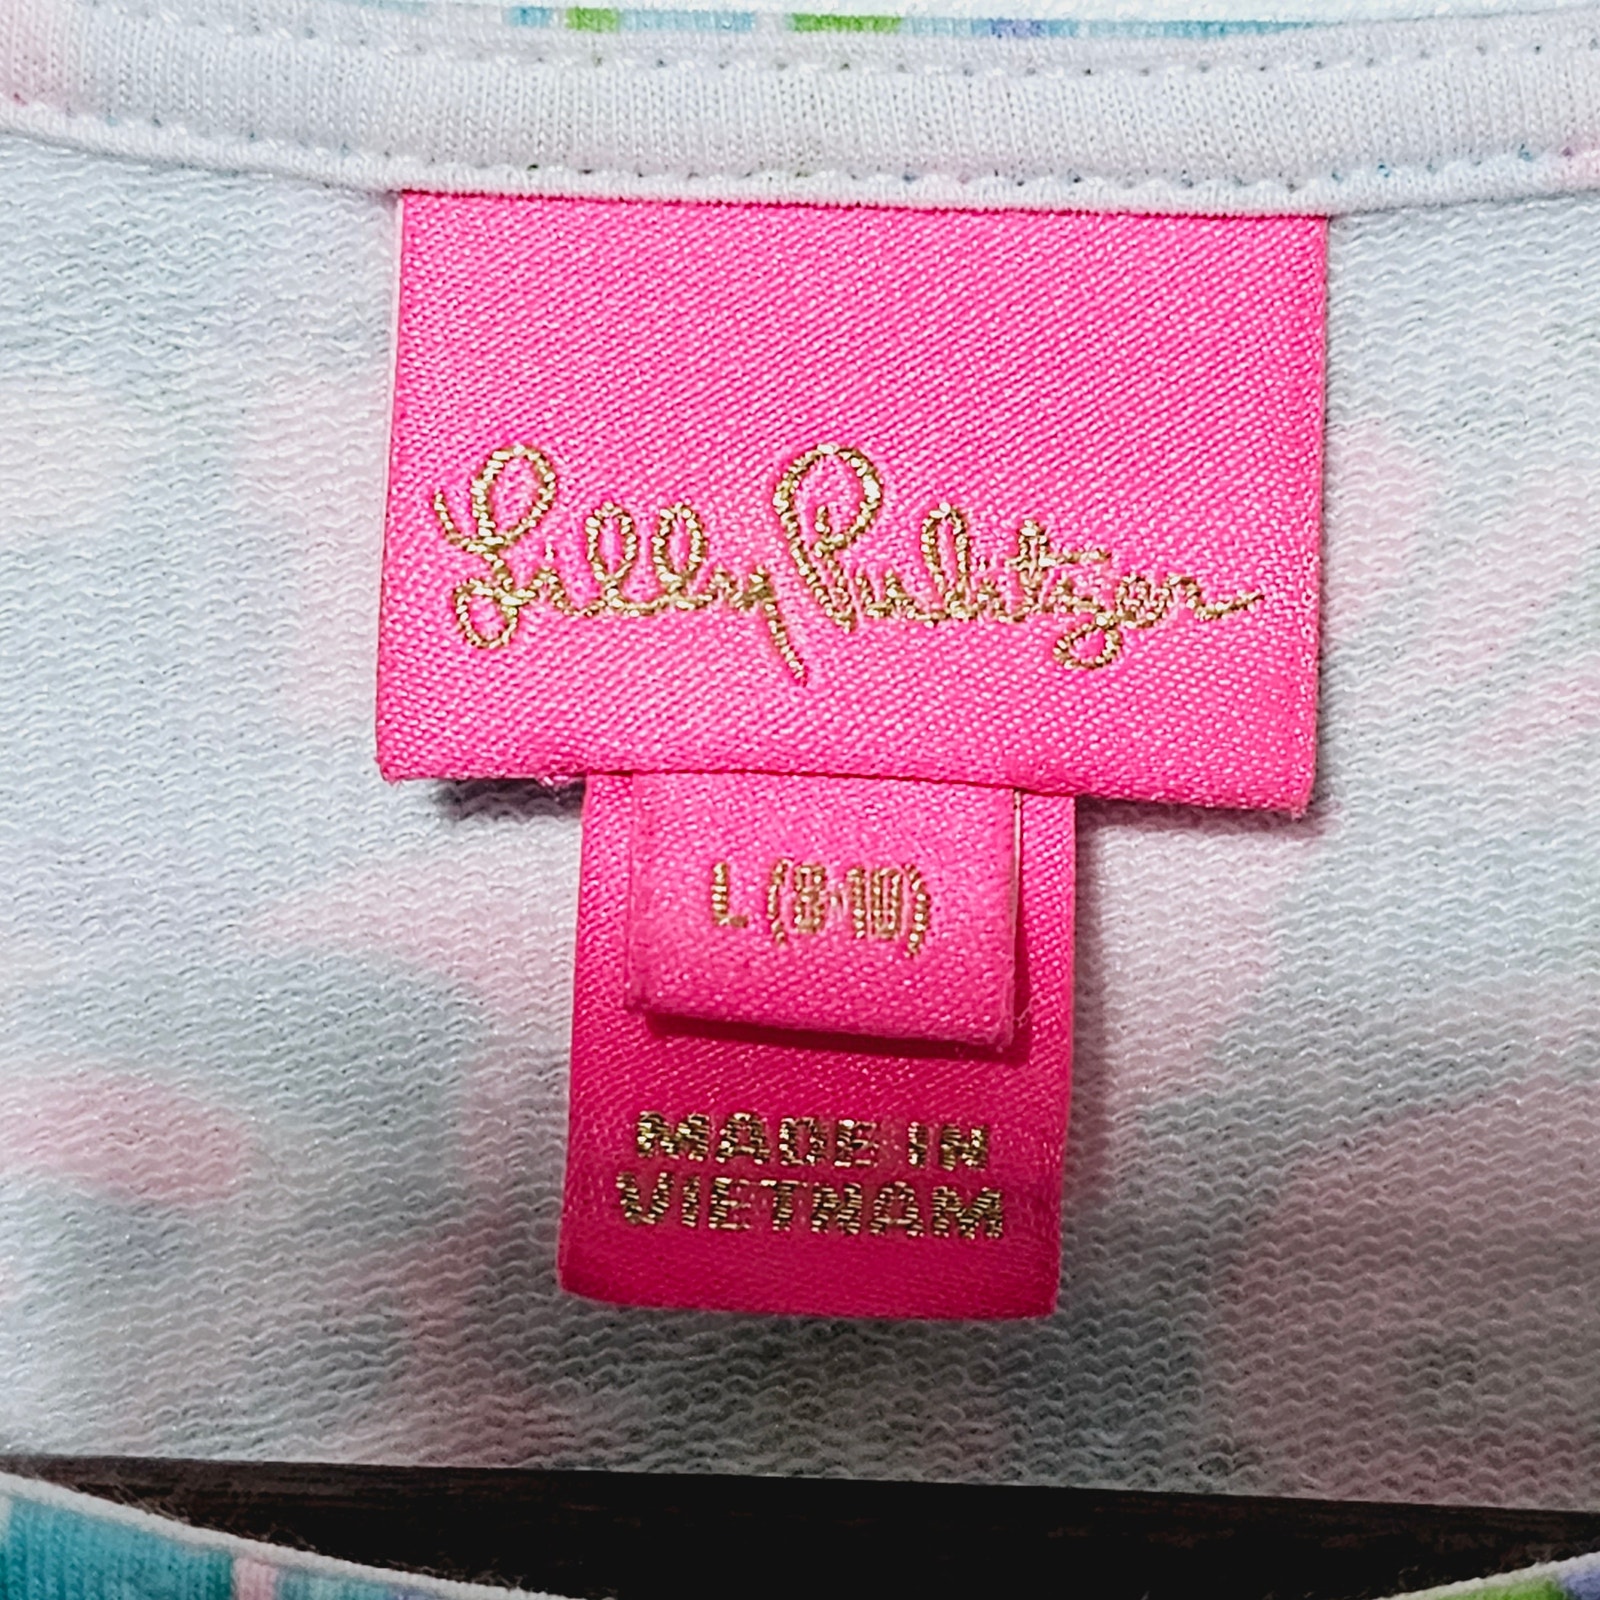 Lilly Pulitzer
L (8-10)
MADE IN
VIETNAM